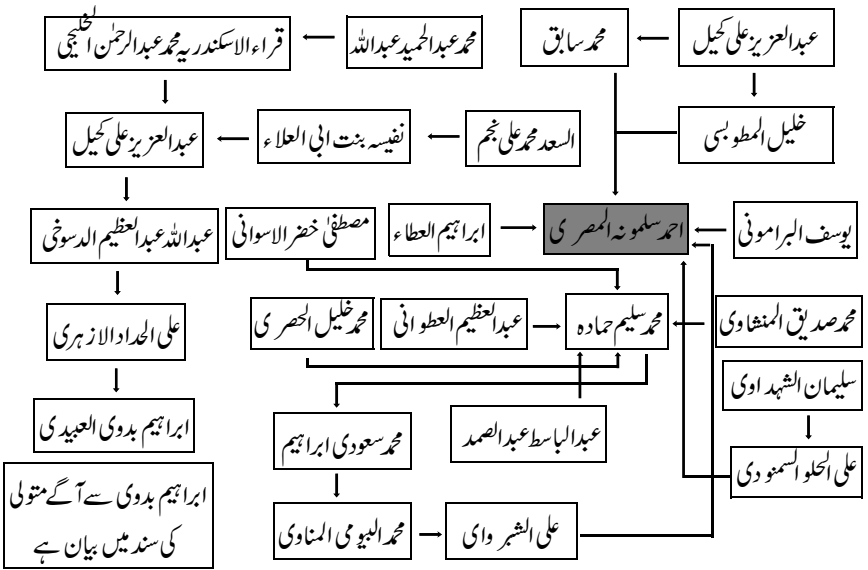 عبدالعزیز علی کحیل
محمد سابق
محمد عبدالحمید عبداللہ
قراء الاسکندریہ محمد عبدالرحمٰن الخلیجی
خلیل المطوبسی
السعد محمد علی نجم
نفیسہ بنت ابی العلاء
عبدالعزیز علی کحیل
یوسف البرامونی
احمد سلمونہ المصری
ابراہیم العطاء
مصطفیٰ خضر الاسوانی
عبداللہ عبدالعظیم الدسوخی
محمد صدیق المنشاوی
محمد سلیم حمادہ
عبدالعظیم العطوانی
محمد خلیل الحصری
علی الحداد الازہری
سلیمان الشہداوی
عبدالباسط عبدالصمد
محمد سعودی ابراہیم
ابراہیم بدوی العبیدی
علی الحلو السمنودی
علی الشبروای
محمد البیومی المناوی
ابراہیم بدوی سے آگے متولی
کی سند میں بیان ہے